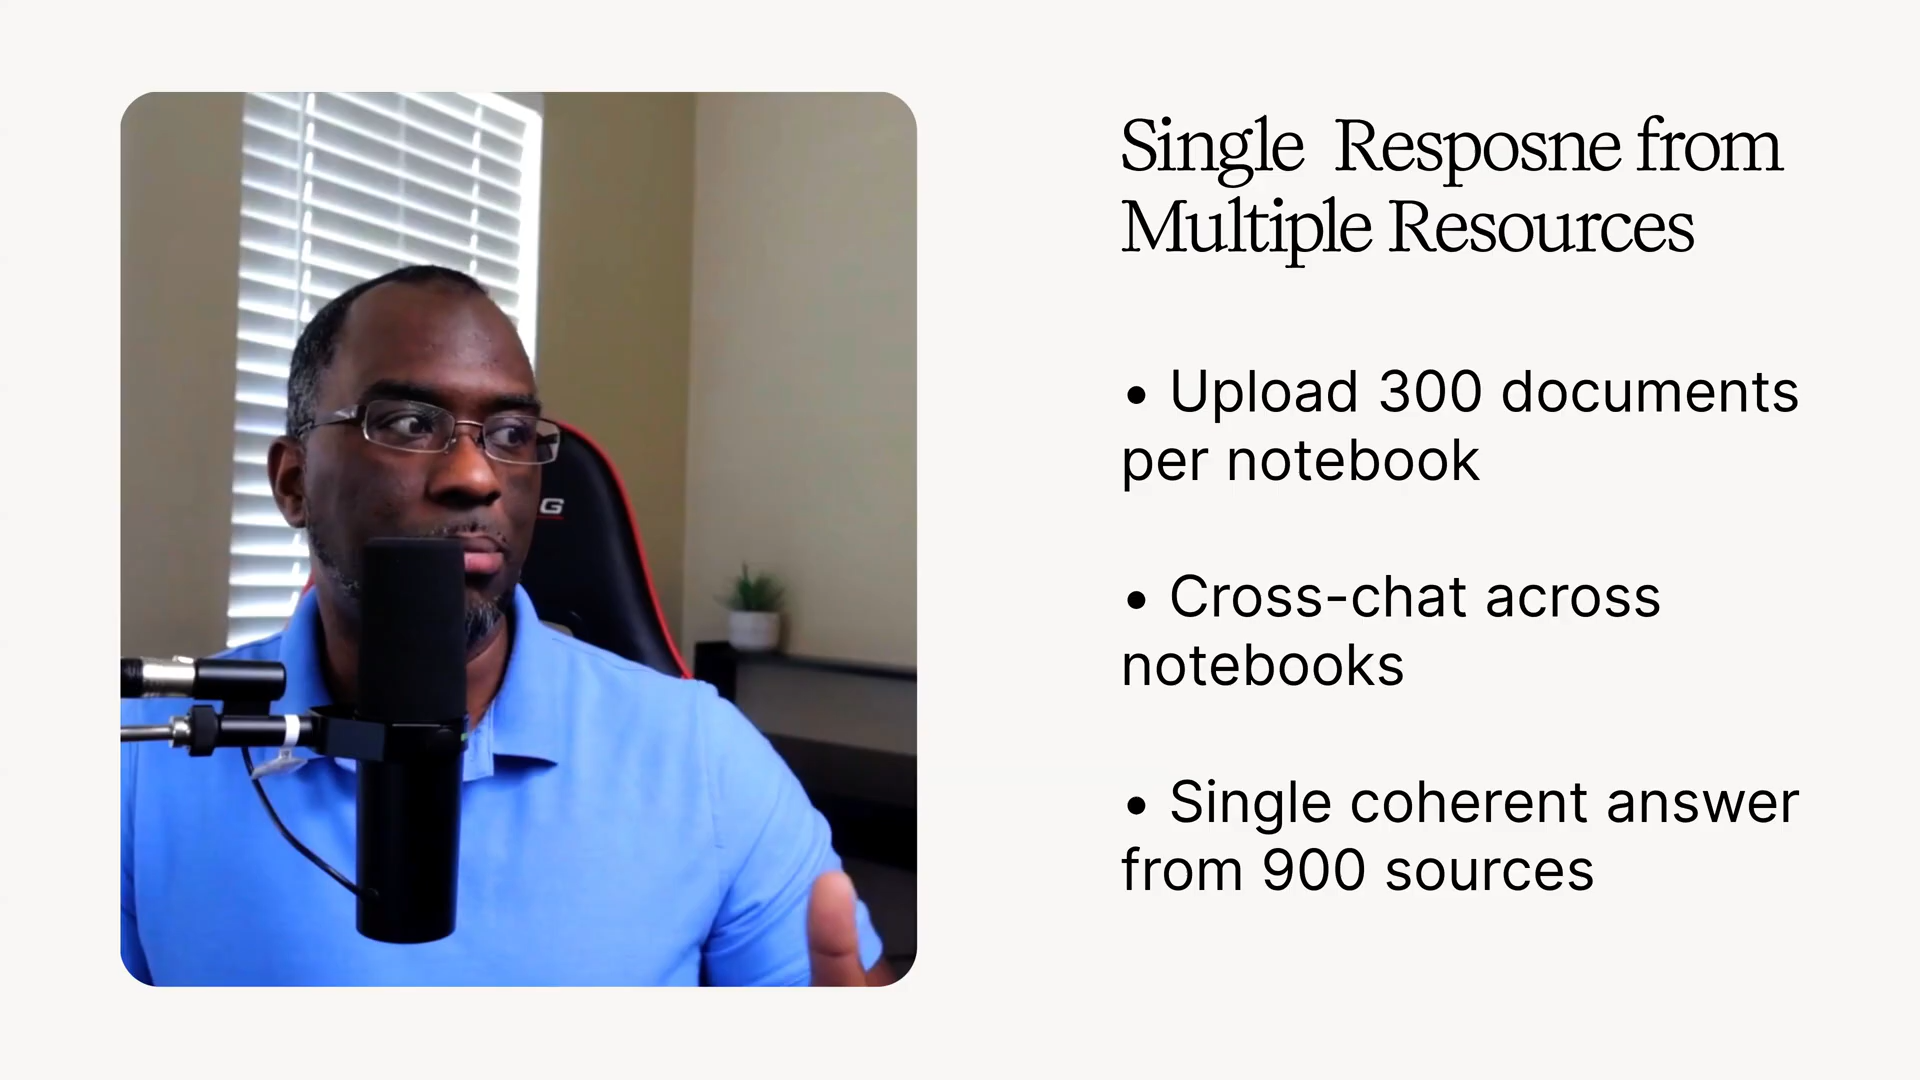 Single  Resposne from
Multiple Resources
• Upload 300 documents
per notebook
• Cross-chat across
notebooks
• Single coherent answer
from 900 sources
G